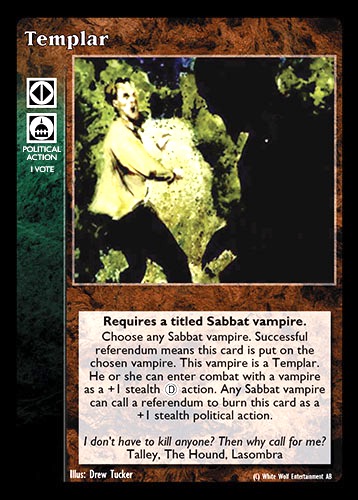 Templar
POLITICAL
ACTION
1 VOTE
Requires a titled Sabbat vampire.
Choose any Sabbat vampire. Successful
referendum means this card is put on the
chosen vampire. This vampire is a Templar.
He or she can enter combat with a vampire
as a +1 stealth Ⓓ action. Any Sabbat vampire
can call a referendum to burn this card as a
+1 stealth political action.
I don't have to kill anyone? Then why call for me?
Talley, The Hound, Lasombra
Illus: Drew Tucker
(C) White Wolf Entertainment AB